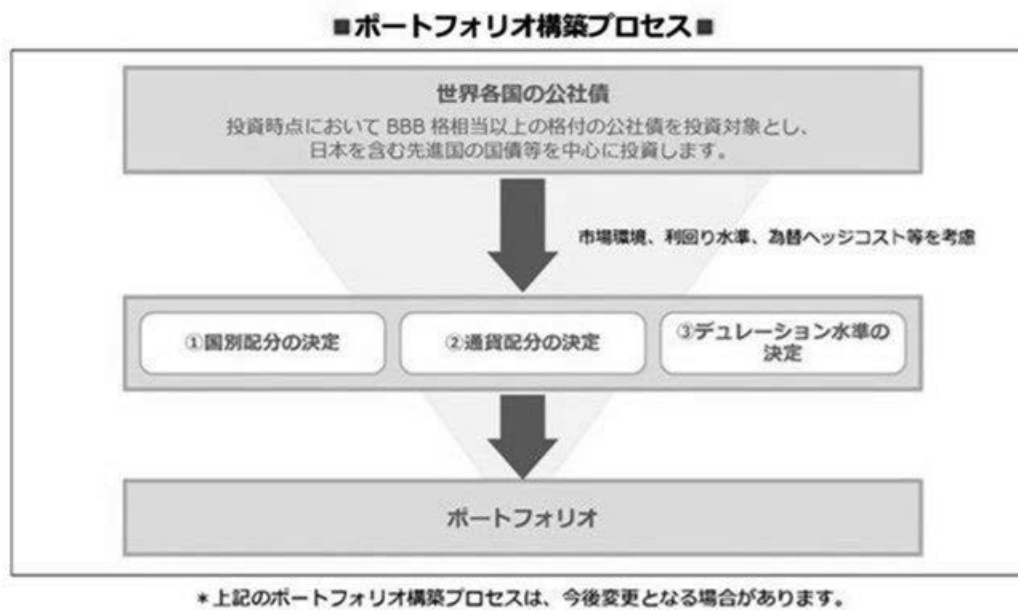 ■ポートフォリオ構築プロセス■
世界各国の公社債
投資時点において BBB 格相当以上の格付の公社債を投資対象とし、
日本を含む先進国の国債等を中心に投資します。
市場環境、利回り水準、為替ヘッジコスト等を考慮
①国別配分の決定
②通貨配分の決定
③デュレーション水準の
決定
ポートフォリオ
＊上記のポートフォリオ構築プロセスは、今後変更となる場合があります。